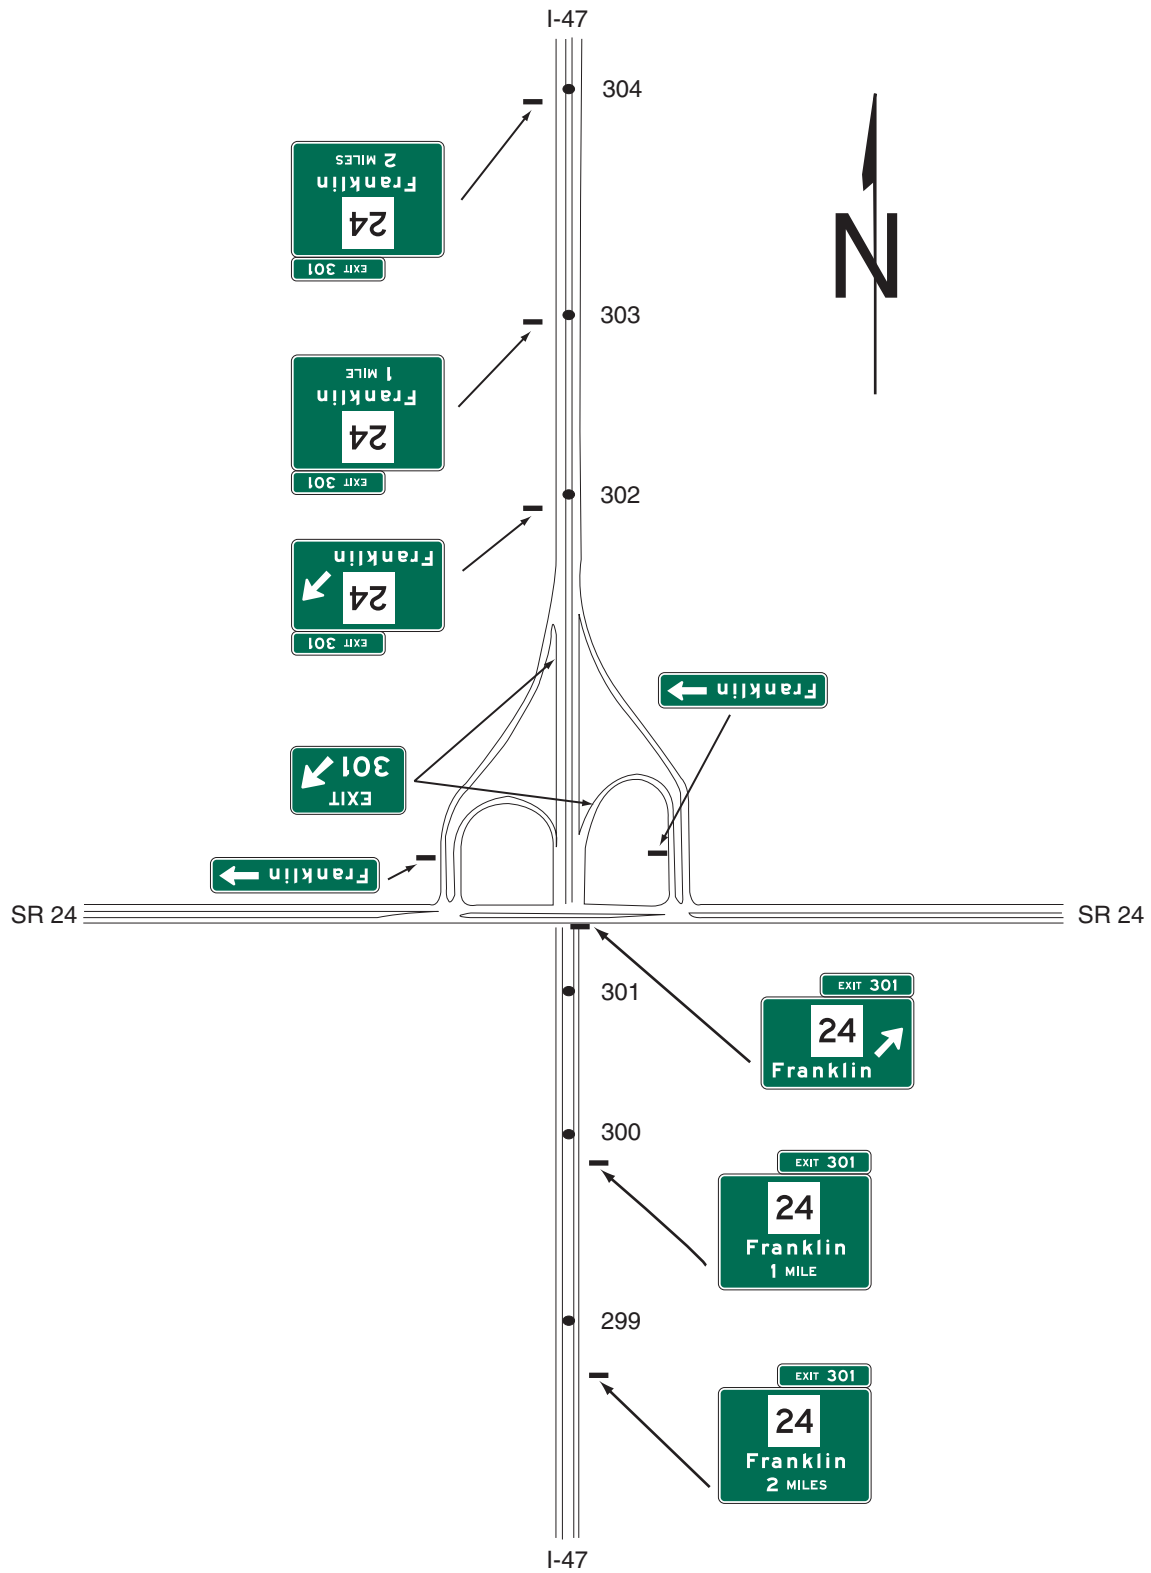 I-47
304
EXIT 301
24
Franklin
2 MILES
N
303
EXIT 301
24
Franklin
1 MILE
302
EXIT 301
24
Franklin
Franklin
EXIT
301
Franklin
SR 24
SR 24
301
EXIT 301
24
Franklin
300
EXIT 301
24
Franklin
1 MILE
299
EXIT 301
24
Franklin
2 MILES
I-47